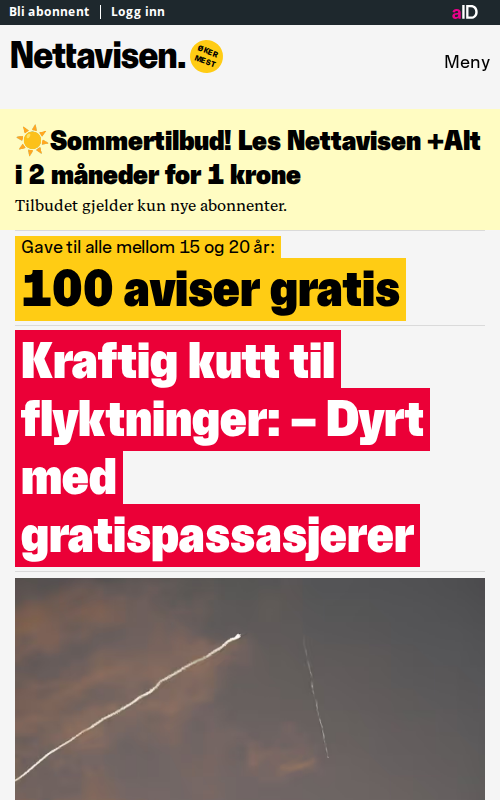 Bli abonnent | Logg inn
aID
Nettavisen.
ØKER
MEST
Meny
☀️Sommertilbud! Les Nettavisen +Alt
i 2 måneder for 1 krone
Tilbudet gjelder kun nye abonnenter.
Gave til alle mellom 15 og 20 år:
100 aviser gratis
Kraftig kutt til
flyktninger: – Dyrt
med
gratispassasjerer